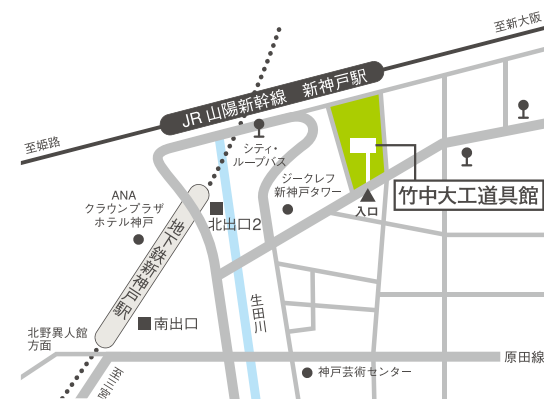 至新大阪
JR 山陽新幹線　新神戸駅
至姫路
シティ・
ループバス
ジークレフ
新神戸タワー
竹中大工道具館
入口
ANA
クラウンプラザ
ホテル神戸
北出口2
地下鉄新神戸駅
生田川
南出口
北野異人館
方面
原田線
至三宮
神戸芸術センター